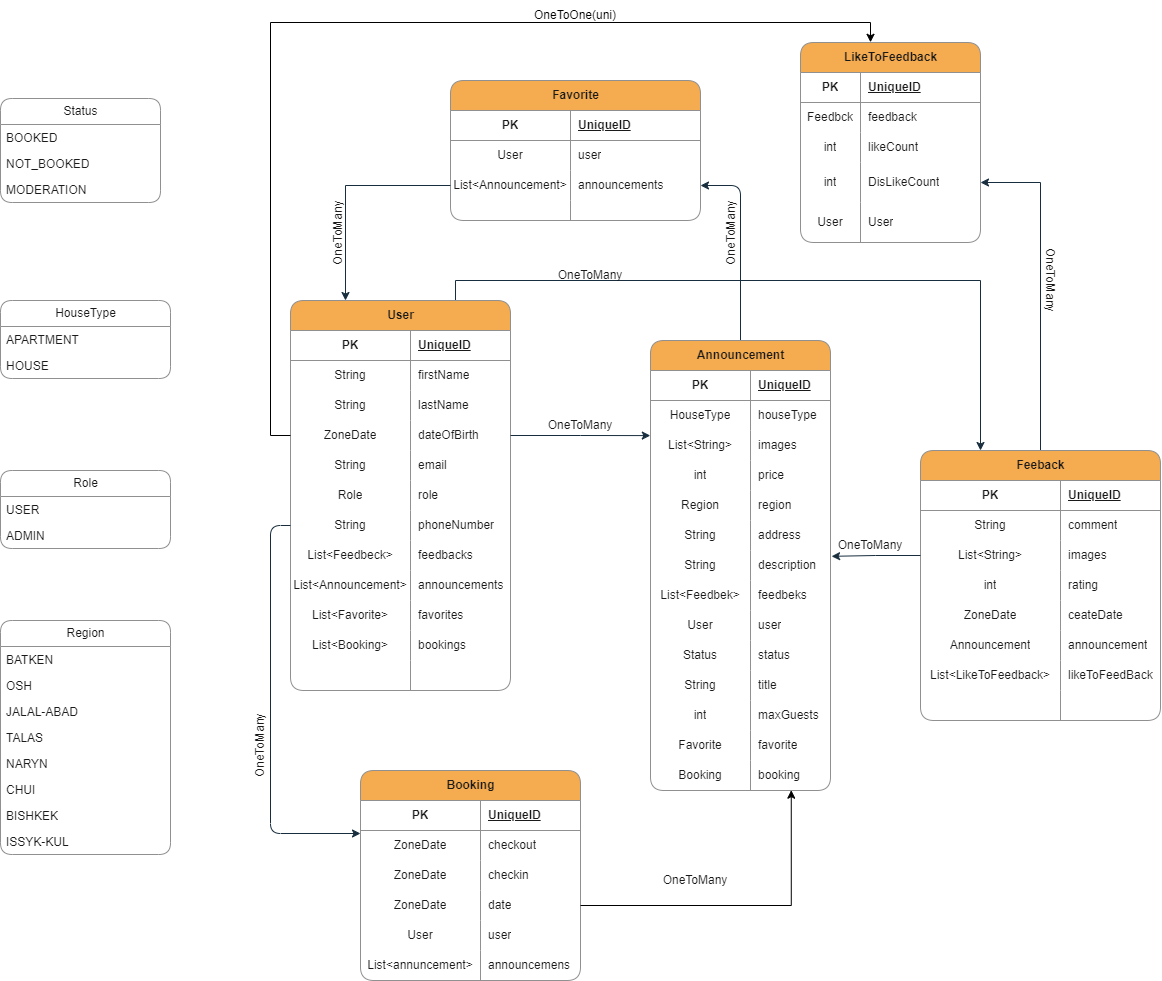 OneToOne(uni)
LikeToFeedback
PK UniqueID
Feedbck feedback
int likeCount
int DisLikeCount
User User
Favorite
PK UniqueID
User user
List<Announcement> announcements
Status
BOOKED
NOT_BOOKED
MODERATION
OneToMany
OneToMany
OneToMany
OneToMany
HouseType
APARTMENT
HOUSE
User
PK UniqueID
String firstName
String lastName
ZoneDate dateOfBirth
String email
Role role
String phoneNumber
List<Feedbeck> feedbacks
List<Announcement> announcements
List<Favorite> favorites
List<Booking> bookings
OneToMany
Announcement
PK UniqueID
HouseType houseType
List<String> images
int price
Region region
String address
String description
List<Feedbek> feedbeks
User user
Status status
String title
int maxGuests
Favorite favorite
Booking booking
OneToMany
Feeback
PK UniqueID
String comment
List<String> images
int rating
ZoneDate ceateDate
Announcement announcement
List<LikeToFeedback> likeToFeedBack
Role
USER
ADMIN
Region
BATKEN
OSH
JALAL-ABAD
TALAS
NARYN
CHUI
BISHKEK
ISSYK-KUL
OneToMany
Booking
PK UniqueID
ZoneDate checkout
ZoneDate checkin
ZoneDate date
User user
List<annuncement> announcemens
OneToMany